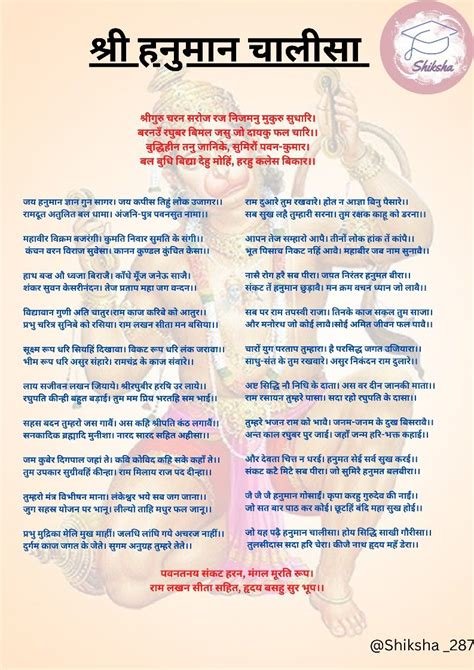 श्री हनुमान चालीसा
Shiksha
श्रीगुरु चरन सरोज रज निजमनु मुकुरु सुधारि।
बरनउँ रघुबर बिमल जसु जो दायकु फल चारि।।
बुद्धिहीन तनु जानिके, सुमिरों पवन-कुमार।
बल बुधि बिद्या देहु मोहिं, हरहु कलेस बिकार।।
जय हनुमान ज्ञान गुन सागर। जय कपीस तिहुं लोक उजागर।।
रामदूत अतुलित बल धामा। अंजनि-पुत्र पवनसुत नामा।।
महावीर विक्रम बजरंगी। कुमति निवार सुमति के संगी।।
कंचन वरन विराज सुवेसा। कानन कुण्डल कुंचित केसा।।
हाथ बज्र औ ध्वजा बिराजै। काँधे मूँज जनेऊ साजै।
शंकर सुवन केसरीनंदन। तेज प्रताप महा जग वन्दन।।
विद्यावान गुणी अति चातुर। राम काज करिबे को आतुर।।
प्रभु चरित्र सुनिबे को रसिया। राम लखन सीता मन बसिया।।
सूक्ष्म रूप धरि सियहिं दिखावा। विकट रूप धरि लंक जरावा।।
भीम रूप धरि असुर संहारे। रामचंद्र के काज संवारे।।
लाय सजीवन लखन जियाये। श्रीरघुबीर हरषि उर लाये।।
रघुपति कीन्ही बहुत बड़ाई। तुम मम प्रिय भरतहि सम भाई।।
सहस बदन तुम्हरो जस गावें। अस कहि श्रीपति कंठ लगावें।।
सनकादिक ब्रह्मादि मुनीशा। नारद सारद सहित अहीसा।।
जम कुबेर दिगपाल जहां ते। कवि कोविद कहि सके कहाँ ते।।
तुम उपकार सुग्रीवहिं कीन्हा। राम मिलाय राज पद दीन्हा।।
तुम्हरो मंत्र विभीषन माना। लंकेश्वर भये सब जग जाना।।
जुग सहस्र योजन पर भानू। लील्यो ताहि मधुर फल जानू।।
प्रभु मुद्रिका मेलि मुख माहीं। जलधि लांघि गये अचरज नाहीं।।
दुर्गम काज जगत के जेते। सुगम अनुग्रह तुम्हरे तेते।।
राम दुआरे तुम रखवारे। होत न आज्ञा बिनु पैसारे।।
सब सुख लहै तुम्हारी सरना। तुम रक्षक काहू को डरना।।
आपन तेज सम्हारो आपै। तीनों लोक हांक तें कांपै।।
भूत पिसाच निकट नहिं आवै। महाबीर जब नाम सुनावै।।
नासै रोग हरै सब पीरा। जपत निरंतर हनुमत बीरा।।
संकट तें हनुमान छुड़ावै। मन क्रम वचन ध्यान जो लावै।।
सब पर राम तपस्वी राजा। तिनके काज सकल तुम साजा।
और मनोरथ जो कोई लावै। सोई अमित जीवन फल पावै।।
चारों युग परताप तुम्हारा। है परसिद्ध जगत उजियारा।।
साधु-संत के तुम रखवारे। असुर निकंदन राम दुलारे।।
अष्ट सिद्धि नौ निधि के दाता। अस वर दीन जानकी माता।।
राम रसायन तुम्हरे पासा। सदा रहो रघुपति के दासा।।
तुम्हरे भजन राम को भावै। जनम-जनम के दुख बिसरावै।।
अन्त काल रघुबर पुर जाई। जहाँ जन्म हरि-भक्त कहाई।।
और देवता चित्त न धरई। हनुमत सेई सर्व सुख करई।।
संकट कटै मिटै सब पीरा। जो सुमिरै हनुमत बलबीरा।।
जै जै जै हनुमान गोसाईं। कृपा करहु गुरुदेव की नाईं।
जो सत बार पाठ कर कोई। छूटहिं बंदि महा सुख होई।।
जो यह पढ़ै हनुमान चालीसा। होय सिद्धि साखी गौरीसा।।
तुलसीदास सदा हरि चेरा। कीजै नाथ हृदय महँ डेरा।।
पवनतनय संकट हरन, मंगल मूरति रूप।
राम लखन सीता सहित, हृदय बसहु सुर भूप।।
@Shiksha _287